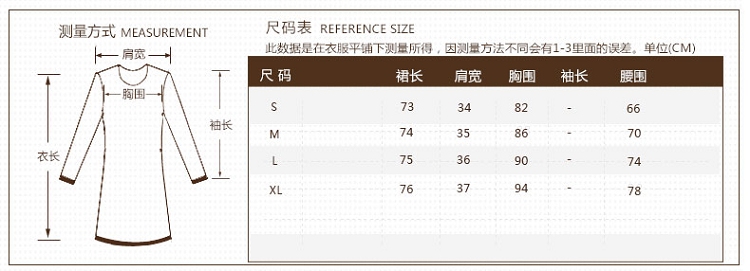 测量方式 MEASUREMENT
肩宽
胸围
袖长
衣长
尺码表 REFERENCE SIZE
此数据是在衣服平铺下测量所得，因测量方法不同会有1-3里面的误差。单位(CM)
尺码 裙长 肩宽 胸围 袖长 腰围
S 73 34 82 - 66
M 74 35 86 - 70
L 75 36 90 - 74
XL 76 37 94 - 78